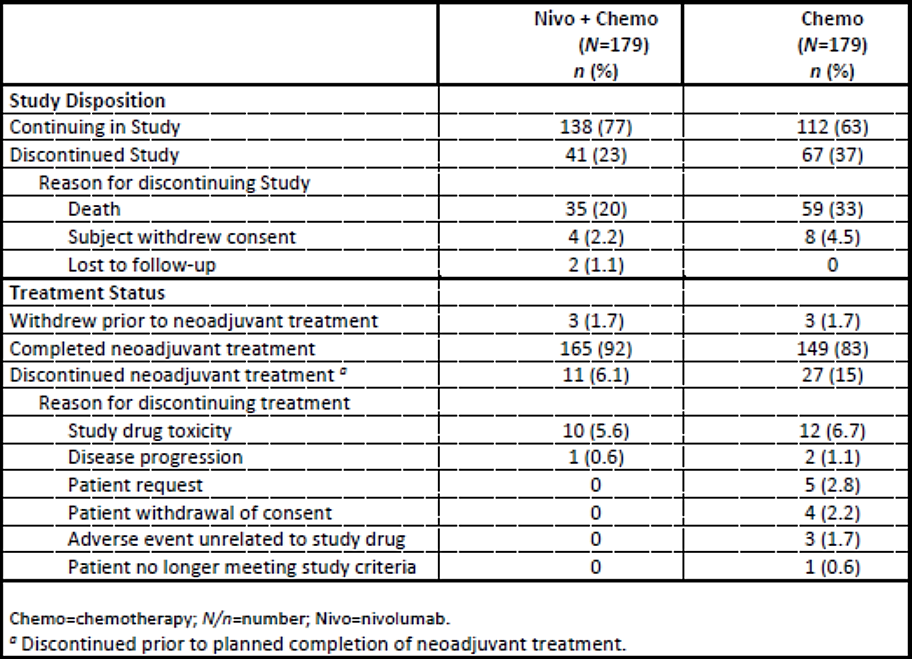 Nivo + Chemo Chemo
(N=179) (N=179)
n (%) n (%)
Study Disposition
Continuing in Study 138 (77) 112 (63)
Discontinued Study 41 (23) 67 (37)
Reason for discontinuing Study
Death 35 (20) 59 (33)
Subject withdrew consent 4 (2.2) 8 (4.5)
Lost to follow-up 2 (1.1) 0
Treatment Status
Withdrew prior to neoadjuvant treatment 3 (1.7) 3 (1.7)
Completed neoadjuvant treatment 165 (92) 149 (83)
Discontinued neoadjuvant treatment a 11 (6.1) 27 (15)
Reason for discontinuing treatment
Study drug toxicity 10 (5.6) 12 (6.7)
Disease progression 1 (0.6) 2 (1.1)
Patient request 0 5 (2.8)
Patient withdrawal of consent 0 4 (2.2)
Adverse event unrelated to study drug 0 3 (1.7)
Patient no longer meeting study criteria 0 1 (0.6)
Chemo=chemotherapy; N/n=number; Nivo=nivolumab.
a Discontinued prior to planned completion of neoadjuvant treatment.